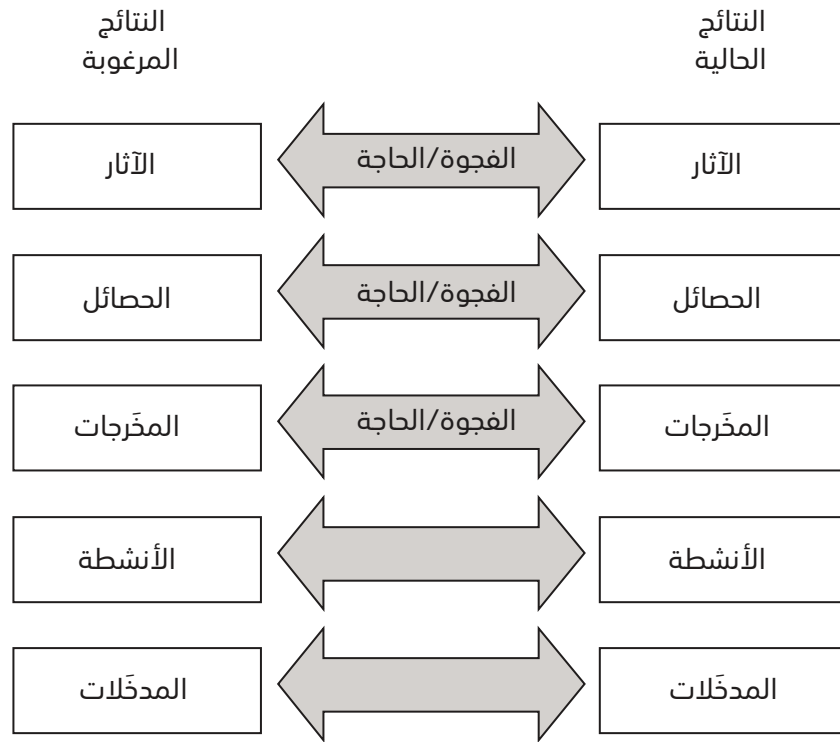 النتائج
الحالية
النتائج
المرغوبة
الآثار
الفجوة/الحاجة
الآثار
الحصائل
الفجوة/الحاجة
الحصائل
المخَرجات
الفجوة/الحاجة
المخَرجات
الأنشطة
الأنشطة
المدخَلات
المدخَلات